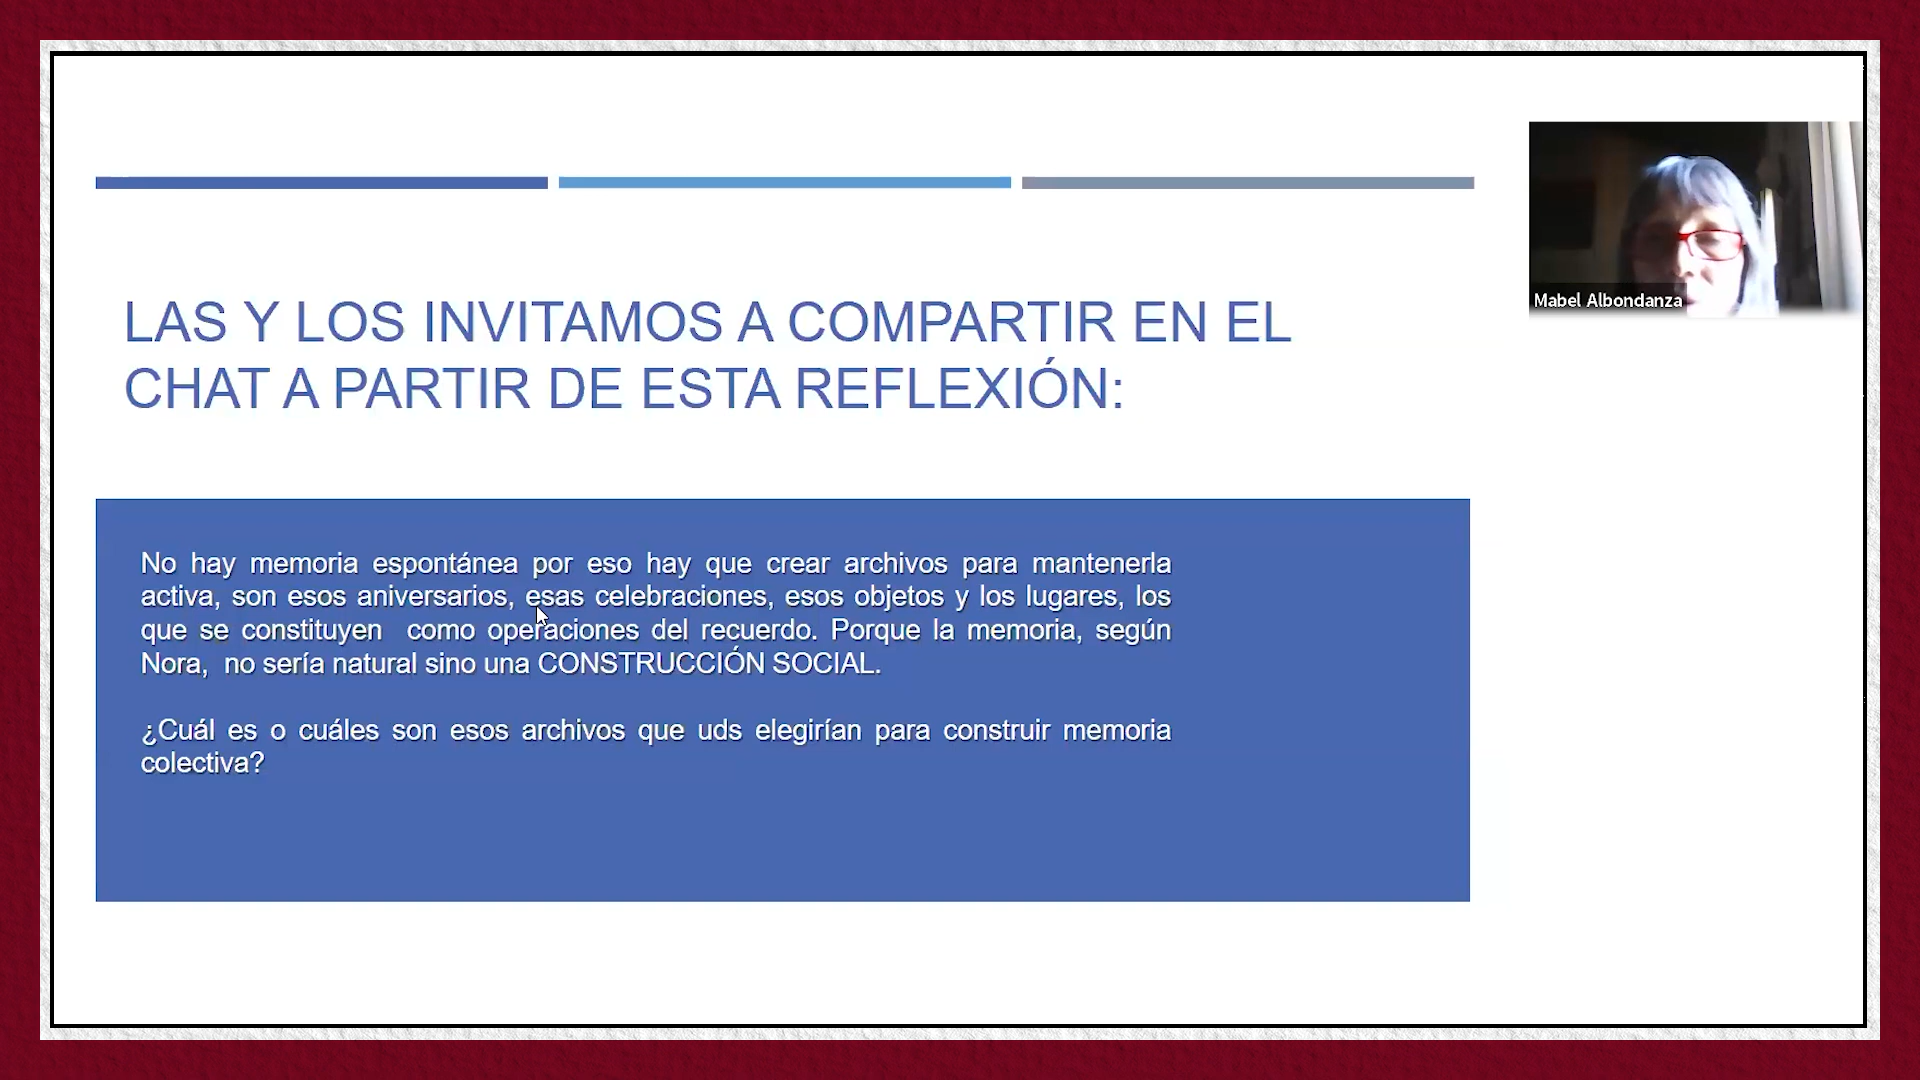 LAS Y LOS INVITAMOS A COMPARTIR EN EL
CHAT A PARTIR DE ESTA REFLEXIÓN:
Mabel Albondanza
No hay memoria espontánea por eso hay que crear archivos para mantenerla
activa, son esos aniversarios, esas celebraciones, esos objetos y los lugares, los
que se constituyen como operaciones del recuerdo. Porque la memoria, según
Nora, no sería natural sino una CONSTRUCCIÓN SOCIAL.
¿Cuál es o cuáles son esos archivos que uds elegirían para construir memoria
colectiva?